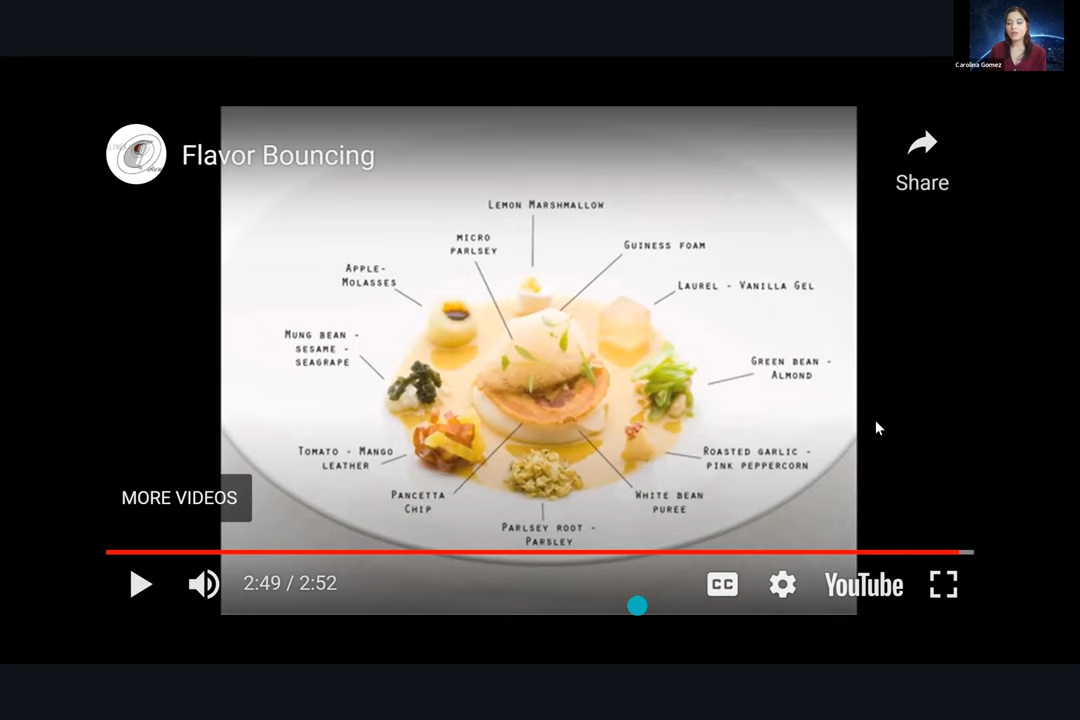 Carolina Gomez
Flavor Bouncing
Share
LEMON MARSHMALLOW
MICRO
PARLSEY
GUINESS FOAM
APPLE-
MOLASSES
LAUREL - VANILLA GEL
MUNG BEAN -
SESAME -
SEAGRAPE
GREEN BEAN -
ALMOND
TOMATO - MANGO
LEATHER
ROASTED GARLIC -
PINK PEPPERCORN
PANCETTA
CHIP
WHITE BEAN
PUREE
PARLSEY ROOT -
PARSLEY
MORE VIDEOS
2:49 / 2:52
CC
YouTube